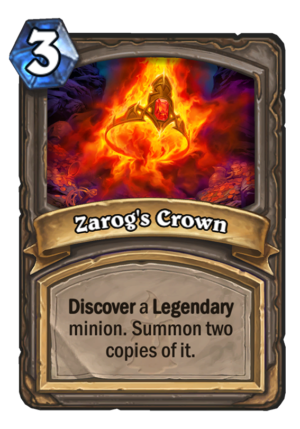 3
Zarog's Crown
Discover a Legendary
minion. Summon two
copies of it.